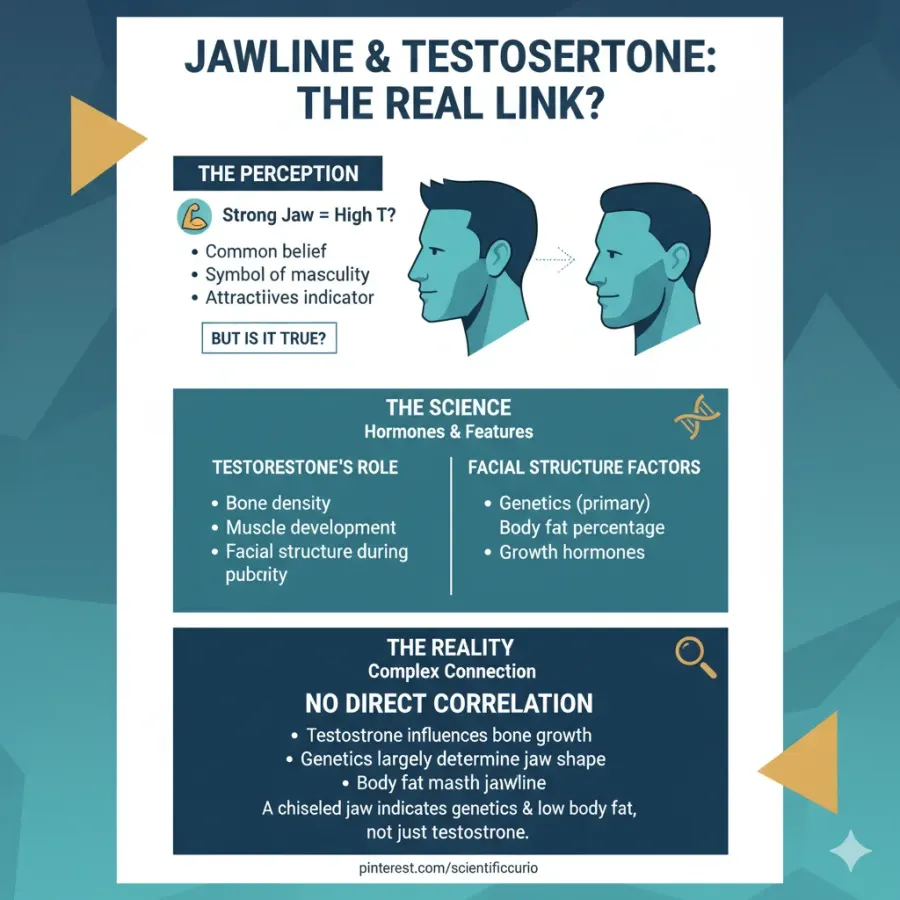 JAWLINE & TESTOSERTONE:
THE REAL LINK?
THE PERCEPTION
Strong Jaw = High T?
• Common belief
• Symbol of masculity
• Attractiives indicator
BUT IS IT TRUE?
THE SCIENCE
Hormones & Features
TESTORESTONE'S ROLE
• Bone density
• Muscle development
• Facial structure during
puberity
FACIAL STRUCTURE FACTORS
• Genetics (primary)
Body fat percentage
• Growth hormones
THE REALITY
Complex Connection
NO DIRECT CORRELATION
• Testostrone influences bone growth
• Genetics largely determine jaw shape
• Body fat masth jawline
A chiseled jaw indicates genetics & low body fat,
not just testostrone.
pinterest.com/scientificcurio